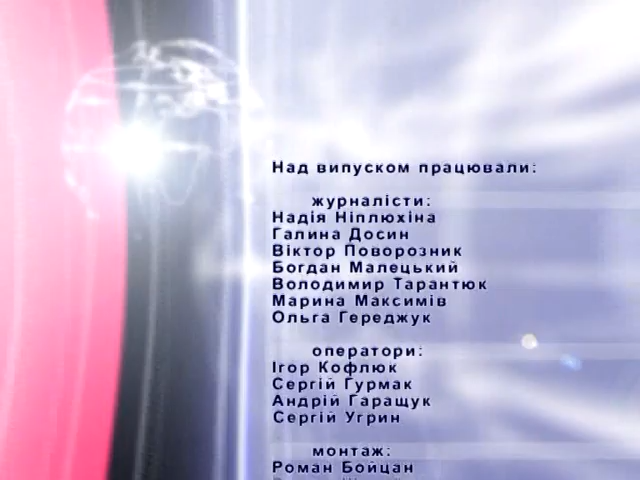 Над випуском працювали:
журналісти:
Надія Ніплюхіна
Галина Досин
Віктор Поворозник
Богдан Малецький
Володимир Тарантюк
Марина Максимів
Ольга Гереджук
оператори:
Ігор Кофлюк
Сергій Гурмак
Андрій Гаращук
Сергій Угрин
монтаж:
Роман Бойцан